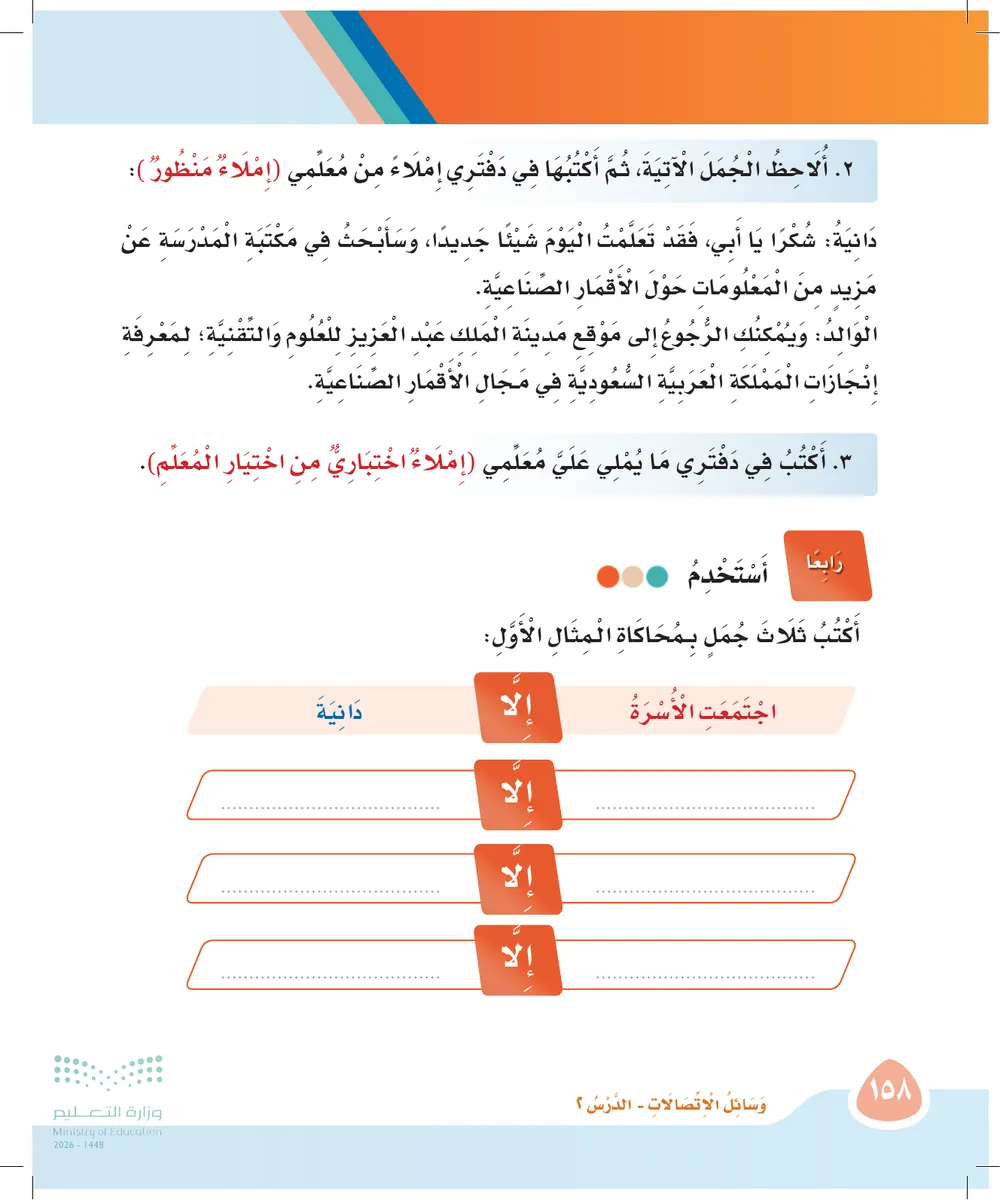 ٢. أُلَاحِظُ الْجُمَلَ الْآتِيَةَ، ثُمَّ أَكْتُبُهَا فِي دَفْتَرِي إِمْلَاءً مِنْ مُعَلِّمِي (إِمْلَاءٌ مَنْظُورٌ):
دَانِيَةُ: شُكْرًا يَا أَبِي، فَقَدْ تَعَلَّمْتُ الْيَوْمَ شَيْئًا جَدِيدًا، وَسَأَبْحَثُ فِي مَكْتَبَةِ الْمَدْرَسَةِ عَنْ
مَزِيدٍ مِنَ الْمَعْلُومَاتِ حَوْلَ الْأَقْمَارِ الصِّنَاعِيَّةِ.
الْوَالِدُ: وَيُمْكِنُكِ الرُّجُوعُ إِلى مَوْقِعِ مَدِينَةِ الْمَلِكِ عَبْدِ الْعَزِيزِ لِلْعُلُومِ وَالتِّقْنِيَّةِ؛ لِمَعْرِفَةِ
إِنْجَازَاتِ الْمَمْلَكَةِ الْعَرَبِيَّةِ السُّعُودِيَّةِ فِي مَجَالِ الْأَقْمَارِ الصِّنَاعِيَّةِ.
٣. أَكْتُبُ فِي دَفْتَرِي مَا يُمْلِي عَلَيَّ مُعَلِّمِي (إِمْلَاءٌ اخْتِبَارِيٌّ مِنِ اخْتِيَارِ الْمُعَلِّمِ).
رَابِعًا
أَسْتَخْدِمُ
أَكْتُبُ ثَلَاثَ جُمَلٍ بِمُحَاكَاةِ الْمِثَالِ الْأَوَّلِ:
اجْتَمَعَتِ الْأُسْرَةُ إِلَّا دَانِيَةَ
.................................... إِلَّا ....................................
.................................... إِلَّا ....................................
.................................... إِلَّا ....................................
١٥٨
وَسَائِلُ الْاِتِّصَالَاتِ - الدَّرْسُ ٢
وزارة التعليم
Ministry of Education
2026 - 1448